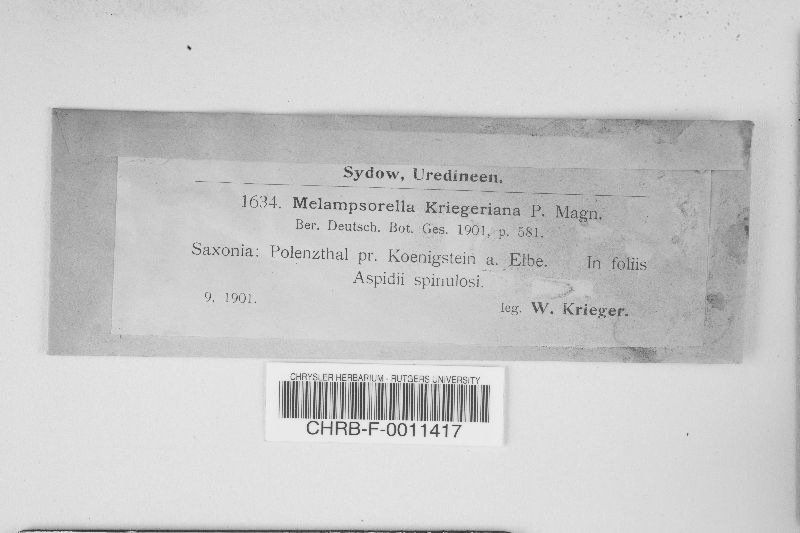 Sydow, Uredineen.
1634. Melampsorella Kriegeriana P. Magn.
Ber. Deutsch. Bot. Ges. 1901, p. 581.
Saxonia: Polenzthal pr. Koenigstein a. Elbe. In foliis
Aspidii spinulosi.
9. 1901.
leg. W. Krieger.
CHRYSLER HERBARIUM - RUTGERS UNIVERSITY
CHRB-F-0011417